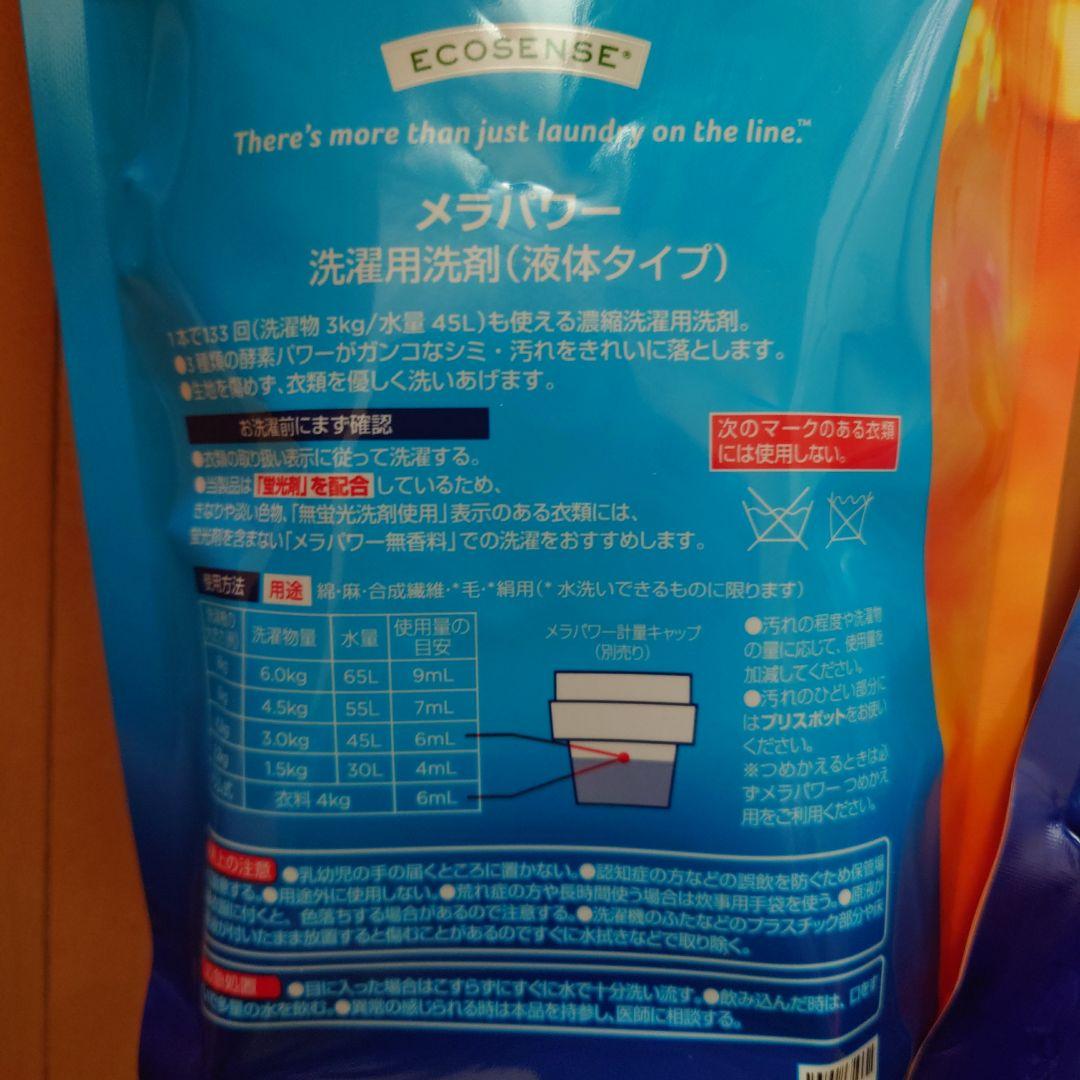 ECOSENSE®
There's more than just laundry on the line.™
メラパワー
洗濯用洗剤(液体タイプ)
1本で133回(洗濯物 3kg/水量 45L)も使える濃縮洗濯用洗剤。
●3種類の酵素パワーがガンコなシミ・汚れをきれいに落とします。
●生地を傷めず、衣類を優しく洗いあげます。
お洗濯前にまず確認
●衣類の取り扱い表示に従って洗濯する。
●当製品は「蛍光剤」を配合しているため、
きなりや淡い色物、「無蛍光洗剤使用」表示のある衣類には、
蛍光剤を含まない「メラパワー無香料」での洗濯をおすすめします。
次のマークのある衣類
には使用しない。
使用方法 用途 綿・麻・合成繊維・*毛・*絹用(* 水洗いできるものに限ります)
洗濯物量 水量 使用量の目安
6.0kg 65L 9mL
4.5kg 55L 7mL
3.0kg 45L 6mL
1.5kg 30L 4mL
衣料 4kg 6mL
メラパワー計量キャップ
(別売り)
●汚れの程度や洗濯物
の量に応じて、使用量を
加減してください。
●汚れのひどい部分に
はプリスポットをお使い
ください。
※つめかえるときは必
ずメラパワー つめかえ
用をご利用ください。
上の注意 ●乳幼児の手の届くところに置かない。●認知症の方などの誤飲を防ぐため保管場
する。●用途外に使用しない。●荒れ症の方や長時間使う場合は炊事用手袋を使う。●原液が
に付くと、色落ちする場合があるので注意する。●洗濯機のふたなどのプラスチック部分や床
が付いたまま放置すると傷むことがあるのですぐに水拭きなどで取り除く。
処置 ●目に入った場合はこすらずにすぐに水で十分洗い流す。●飲み込んだ時は、口をす
多量の水を飲む。●異常の感じられる時は本品を持参し、医師に相談する。